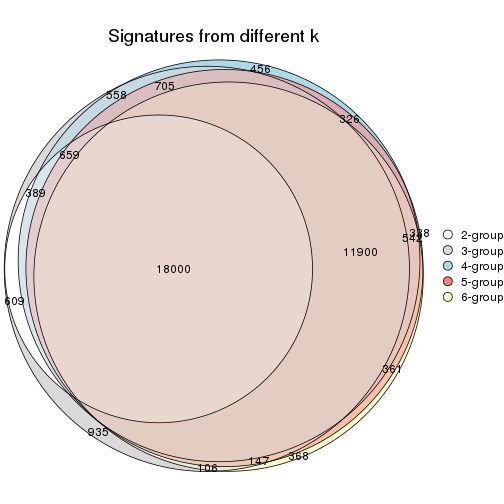 Signatures from different k
456
705
558
326
659
389
338
542
11900
18000
609
361
935
368
147
106
2-group
3-group
4-group
5-group
6-group